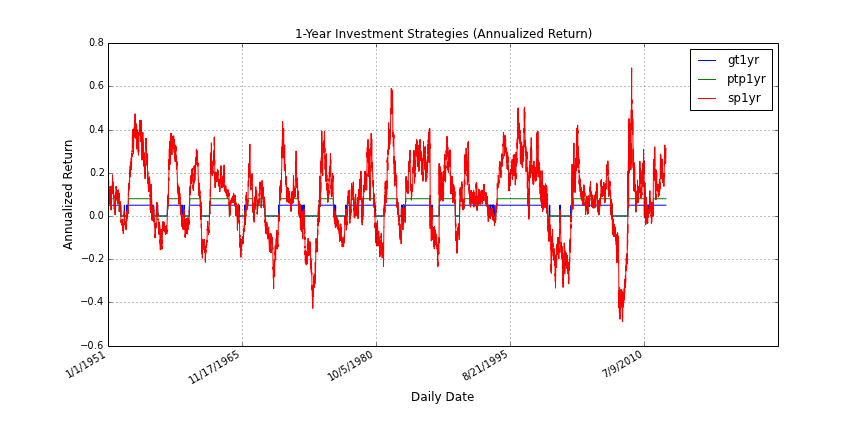 1-Year Investment Strategies (Annualized Return)
0.8
0.6
0.4
0.2
0.0
−0.2
−0.4
−0.6
Annualized Return
gt1yr
ptp1yr
sp1yr
1/1/1951
11/17/1965
10/5/1980
8/21/1995
7/9/2010
Daily Date